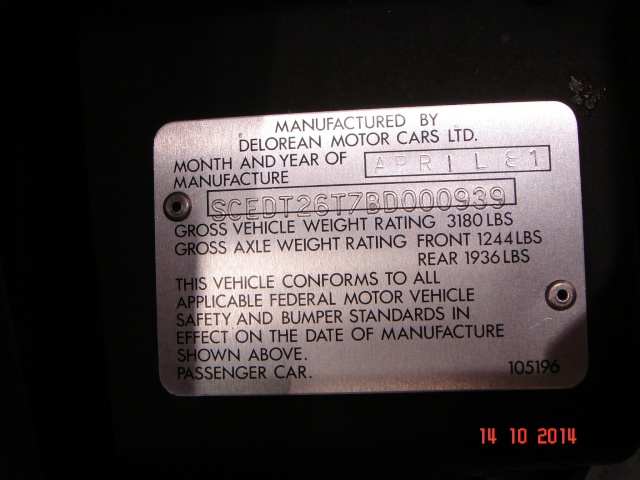 MANUFACTURED BY
DELOREAN MOTOR CARS LTD.
MONTH AND YEAR OF
MANUFACTURE
APRIL 81
SCEDT26T7BD000939
GROSS VEHICLE WEIGHT RATING 3180 LBS
GROSS AXLE WEIGHT RATING FRONT 1244 LBS
REAR 1936 LBS
THIS VEHICLE CONFORMS TO ALL
APPLICABLE FEDERAL MOTOR VEHICLE
SAFETY AND BUMPER STANDARDS IN
EFFECT ON THE DATE OF MANUFACTURE
SHOWN ABOVE.
PASSENGER CAR.
105196
14 10 2014